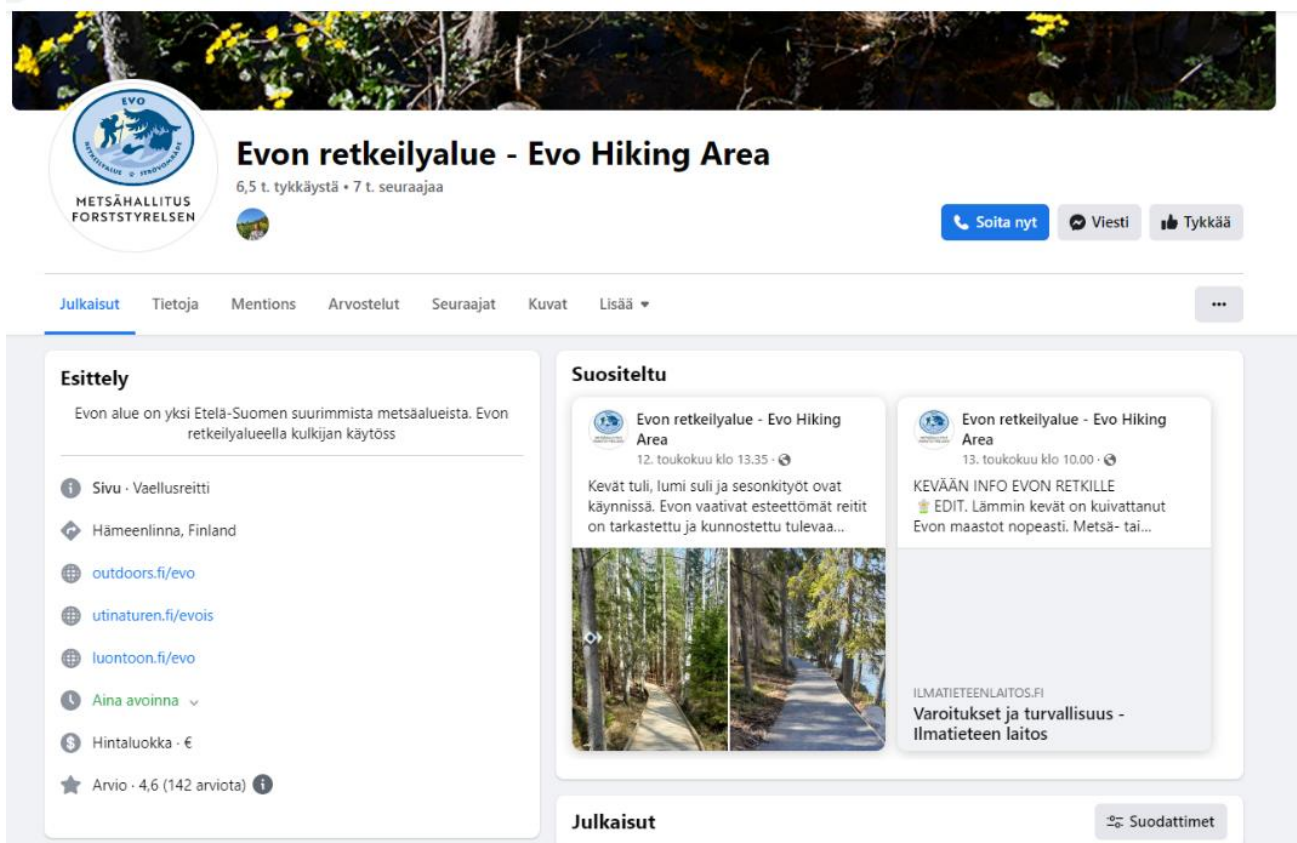 EVO
RETKEILYALUE & STRÖVOMRÅDE
METSÄHALLITUS
FORSTSTYRELSEN
Evon retkeilyalue - Evo Hiking Area
6,5 t. tykkäystä • 7 t. seuraajaa
Soita nyt
Viesti
Tykkää
Julkaisut
Tietoja
Mentions
Arvostelut
Seuraajat
Kuvat
Lisää
Esittely
Evon alue on yksi Etelä-Suomen suurimmista metsäalueista. Evon
retkeilyalueella kulkijan käytöss
Sivu · Vaellusreitti
Hämeenlinna, Finland
outdoors.fi/evo
utinaturen.fi/evois
luontoon.fi/evo
Aina avoinna
Hintaluokka · €
Arvio · 4,6 (142 arviota)
Suositeltu
Evon retkeilyalue - Evo Hiking
Area
12. toukokuu klo 13.35 ·
Kevät tuli, lumi suli ja sesonkityöt ovat
käynnissä. Evon vaativat esteettömät reitit
on tarkastettu ja kunnostettu tulevaa...
Evon retkeilyalue - Evo Hiking
Area
13. toukokuu klo 10.00 ·
KEVÄÄN INFO EVON RETKILLE
EDIT. Lämmin kevät on kuivattanut
Evon maastot nopeasti. Metsä- tai...
ILMATIETEENLAITOS.FI
Varoitukset ja turvallisuus -
Ilmatieteen laitos
Julkaisut
Suodattimet